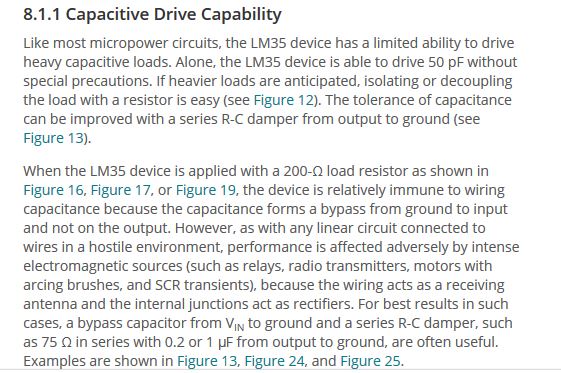 8.1.1 Capacitive Drive Capability
Like most micropower circuits, the LM35 device has a limited ability to drive
heavy capacitive loads. Alone, the LM35 device is able to drive 50 pF without
special precautions. If heavier loads are anticipated, isolating or decoupling
the load with a resistor is easy (see Figure 12). The tolerance of capacitance
can be improved with a series R-C damper from output to ground (see
Figure 13).
When the LM35 device is applied with a 200-Ω load resistor as shown in
Figure 16, Figure 17, or Figure 19, the device is relatively immune to wiring
capacitance because the capacitance forms a bypass from ground to input
and not on the output. However, as with any linear circuit connected to
wires in a hostile environment, performance is affected adversely by intense
electromagnetic sources (such as relays, radio transmitters, motors with
arcing brushes, and SCR transients), because the wiring acts as a receiving
antenna and the internal junctions act as rectifiers. For best results in such
cases, a bypass capacitor from VIN to ground and a series R-C damper, such
as 75 Ω in series with 0.2 or 1 μF from output to ground, are often useful.
Examples are shown in Figure 13, Figure 24, and Figure 25.